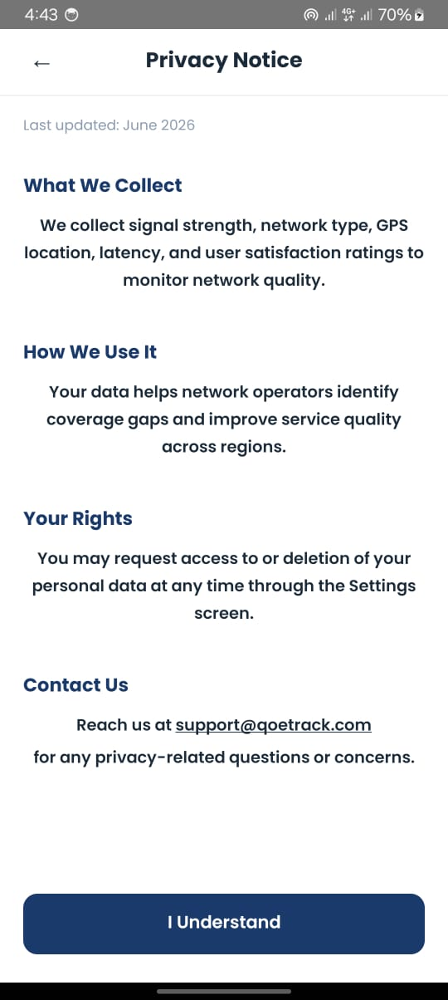 4:43
4G+
70%
←
Privacy Notice
Last updated: June 2026
What We Collect
We collect signal strength, network type, GPS
location, latency, and user satisfaction ratings to
monitor network quality.
How We Use It
Your data helps network operators identify
coverage gaps and improve service quality
across regions.
Your Rights
You may request access to or deletion of your
personal data at any time through the Settings
screen.
Contact Us
Reach us at support@qoetrack.com
for any privacy-related questions or concerns.
I Understand